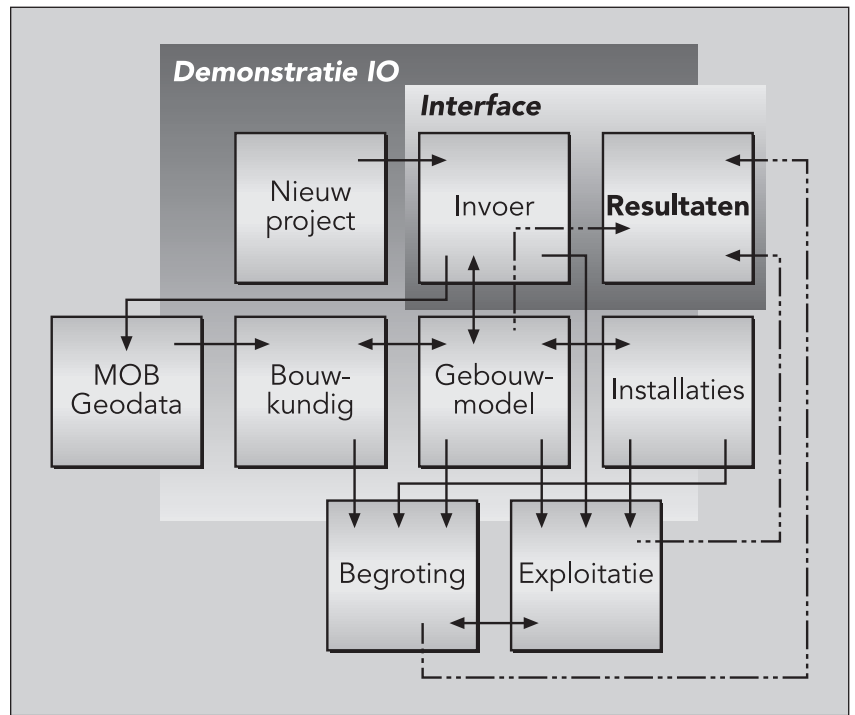 Demonstratie IO
Interface
Nieuw
project
Invoer
Resultaten
MOB
Geodata
Bouw-
kundig
Gebouw-
model
Installaties
Begroting
Exploitatie